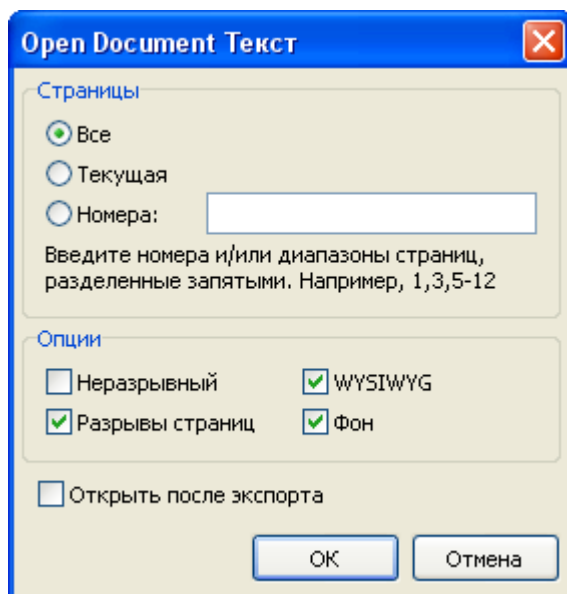 Open Document Текст
Страницы
Все
Текущая
Номера:
Введите номера и/или диапазоны страниц,
разделенные запятыми. Например, 1,3,5-12
Опции
Неразрывный
WYSIWYG
Разрывы страниц
Фон
Открыть после экспорта
ОК
Отмена